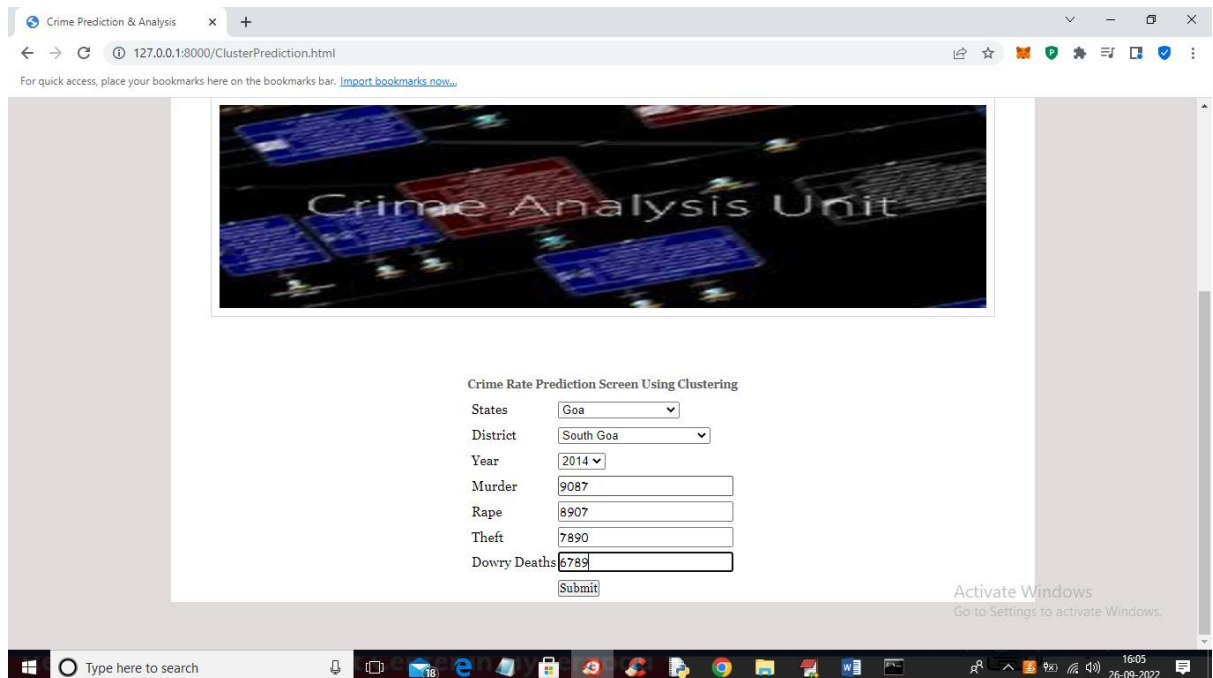 Crime Prediction & Analysis
127.0.0.1:8000/ClusterPrediction.html
For quick access, place your bookmarks here on the bookmarks bar. Import bookmarks now...
Crime Analysis Unit
Crime Rate Prediction Screen Using Clustering
States Goa
District South Goa
Year 2014
Murder 9087
Rape 8907
Theft 7890
Dowry Deaths 6789
Submit
Activate Windows
Go to Settings to activate Windows.
Type here to search
18
16:05
26-09-2022